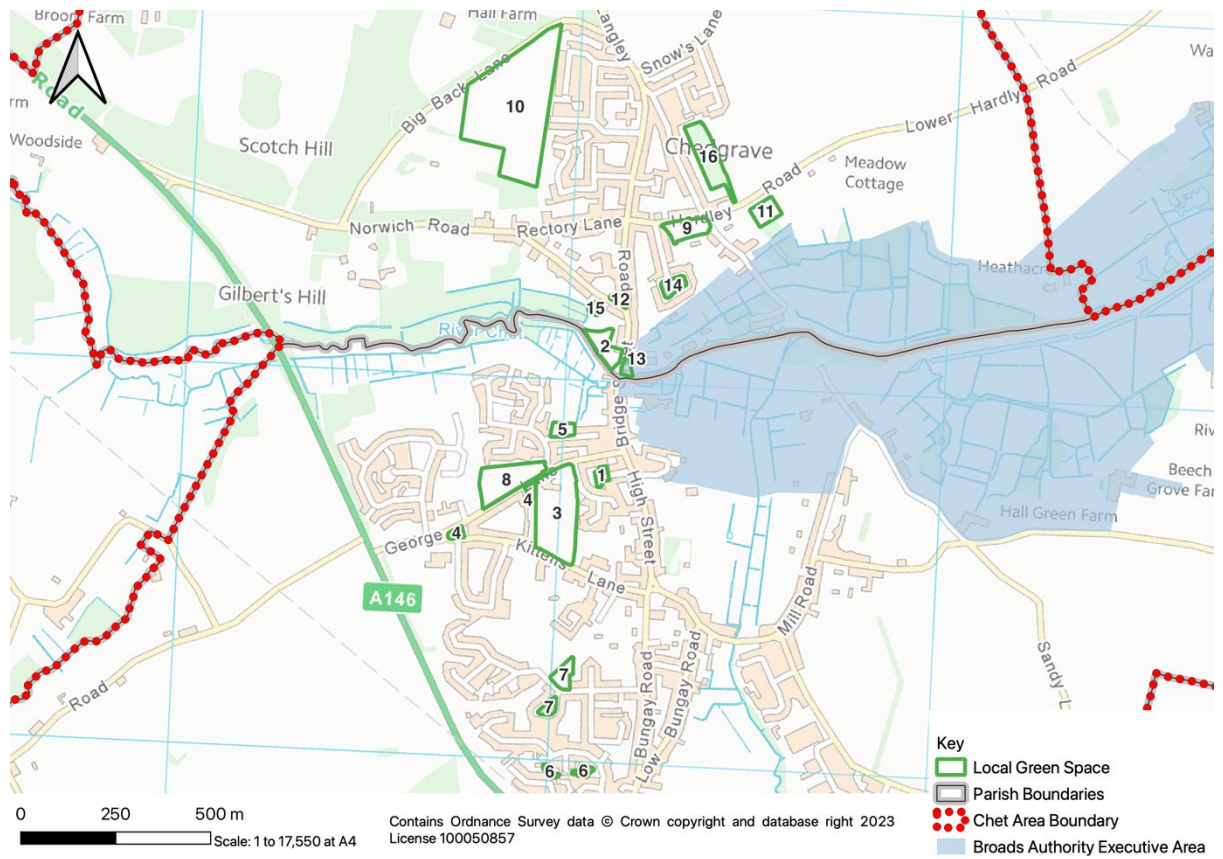 Broom Farm
Hall Farm
Langley
Snow's Lane
Road
Big Back Lane
10
Lower Hardly Road
Woodside
Scotch Hill
Chedgrave
16
Meadow
Cottage
Norwich Road
Rectory Lane
Hardley Road
11
9
Road
Heathacre
Gilbert's Hill
14
12
15
River Chet
2
13
Bridge
5
8
1
4
3
High Street
George Lane
4
Kittens Lane
Beech
Grove Farm
Hall Green Farm
A146
Mill Road
7
7
Road
Bungay Road
Low Bungay Road
Sandy L
6
6
Key
Local Green Space
Parish Boundaries
Chet Area Boundary
Broads Authority Executive Area
0 250 500 m
Scale: 1 to 17,550 at A4
Contains Ordnance Survey data © Crown copyright and database right 2023
License 100050857